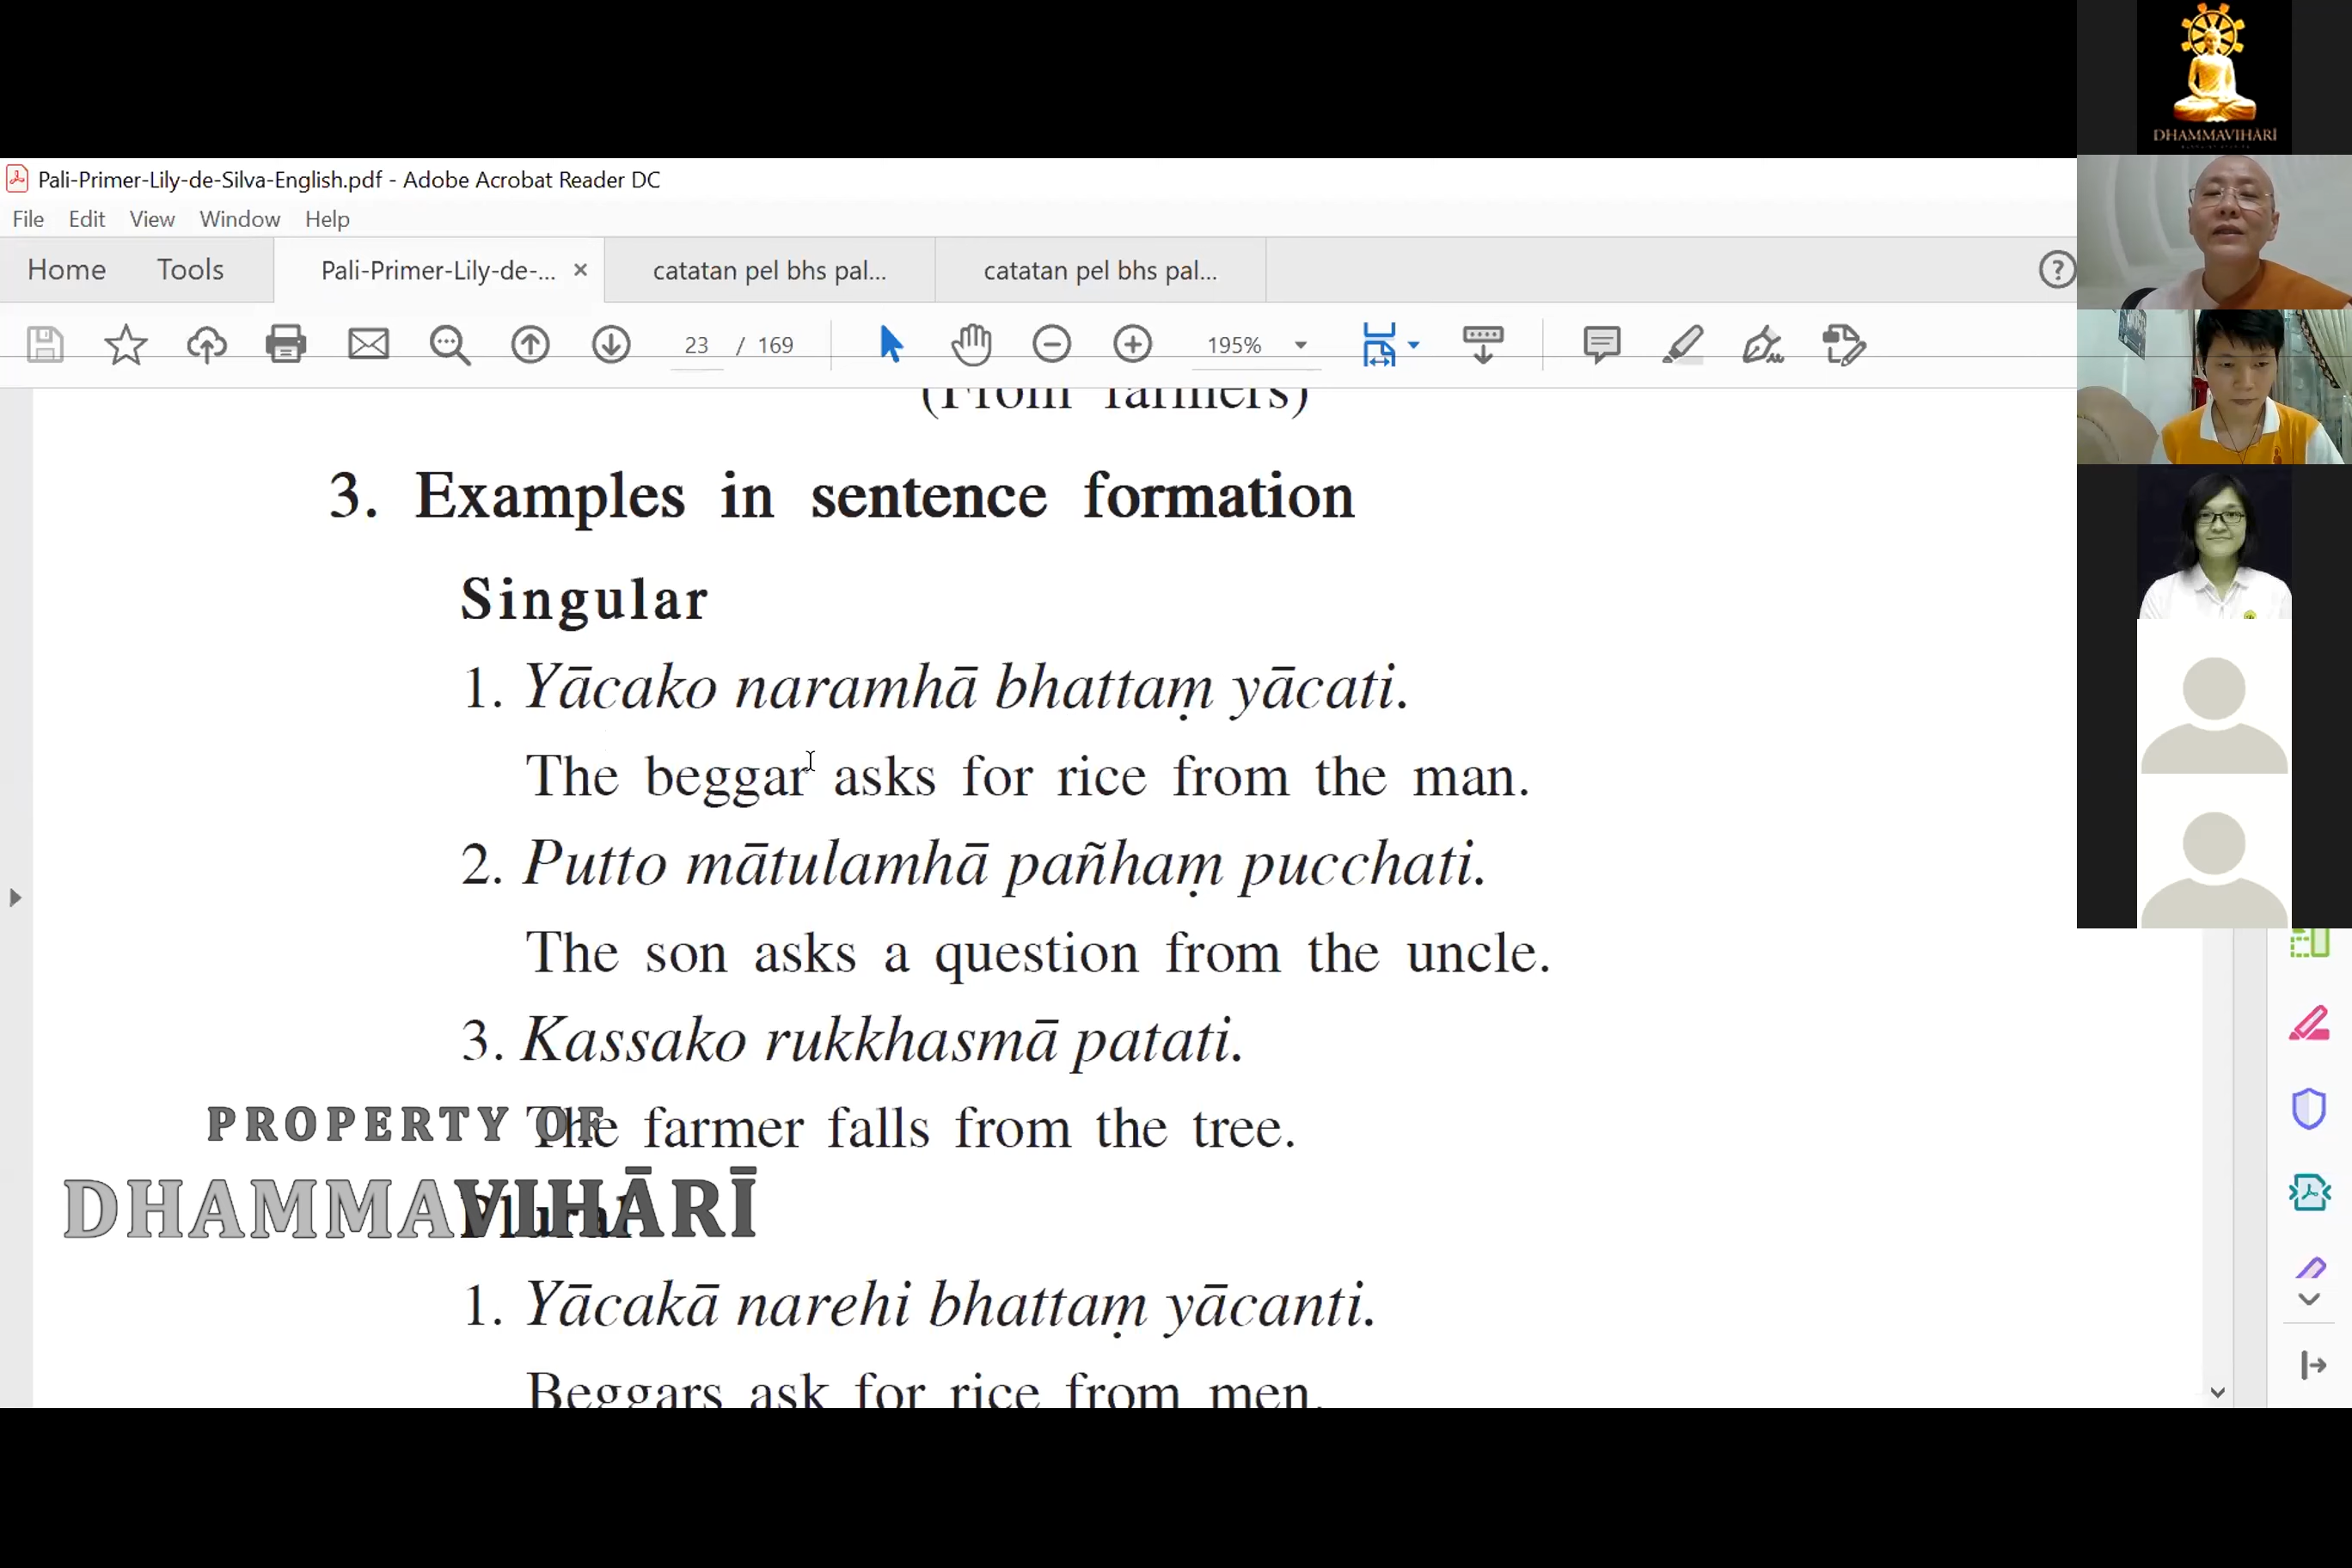 DHAMMAVIHĀRĪ
Pali-Primer-Lily-de-Silva-English.pdf - Adobe Acrobat Reader DC
File Edit View Window Help
Home Tools Pali-Primer-Lily-de-... × catatan pel bhs pal... catatan pel bhs pal... ?
23 / 169 195%
(From farmers)
3. Examples in sentence formation
Singular
1. Yācako naramhā bhattaṃ yācati.
The beggar asks for rice from the man.
2. Putto mātulamhā pañhaṃ pucchati.
The son asks a question from the uncle.
3. Kassako rukkhasmā patati.
The farmer falls from the tree.
PROPERTY OF
DHAMMAVIHĀRĪ
Plural
1. Yācakā narehi bhattaṃ yācanti.
Beggars ask for rice from men.